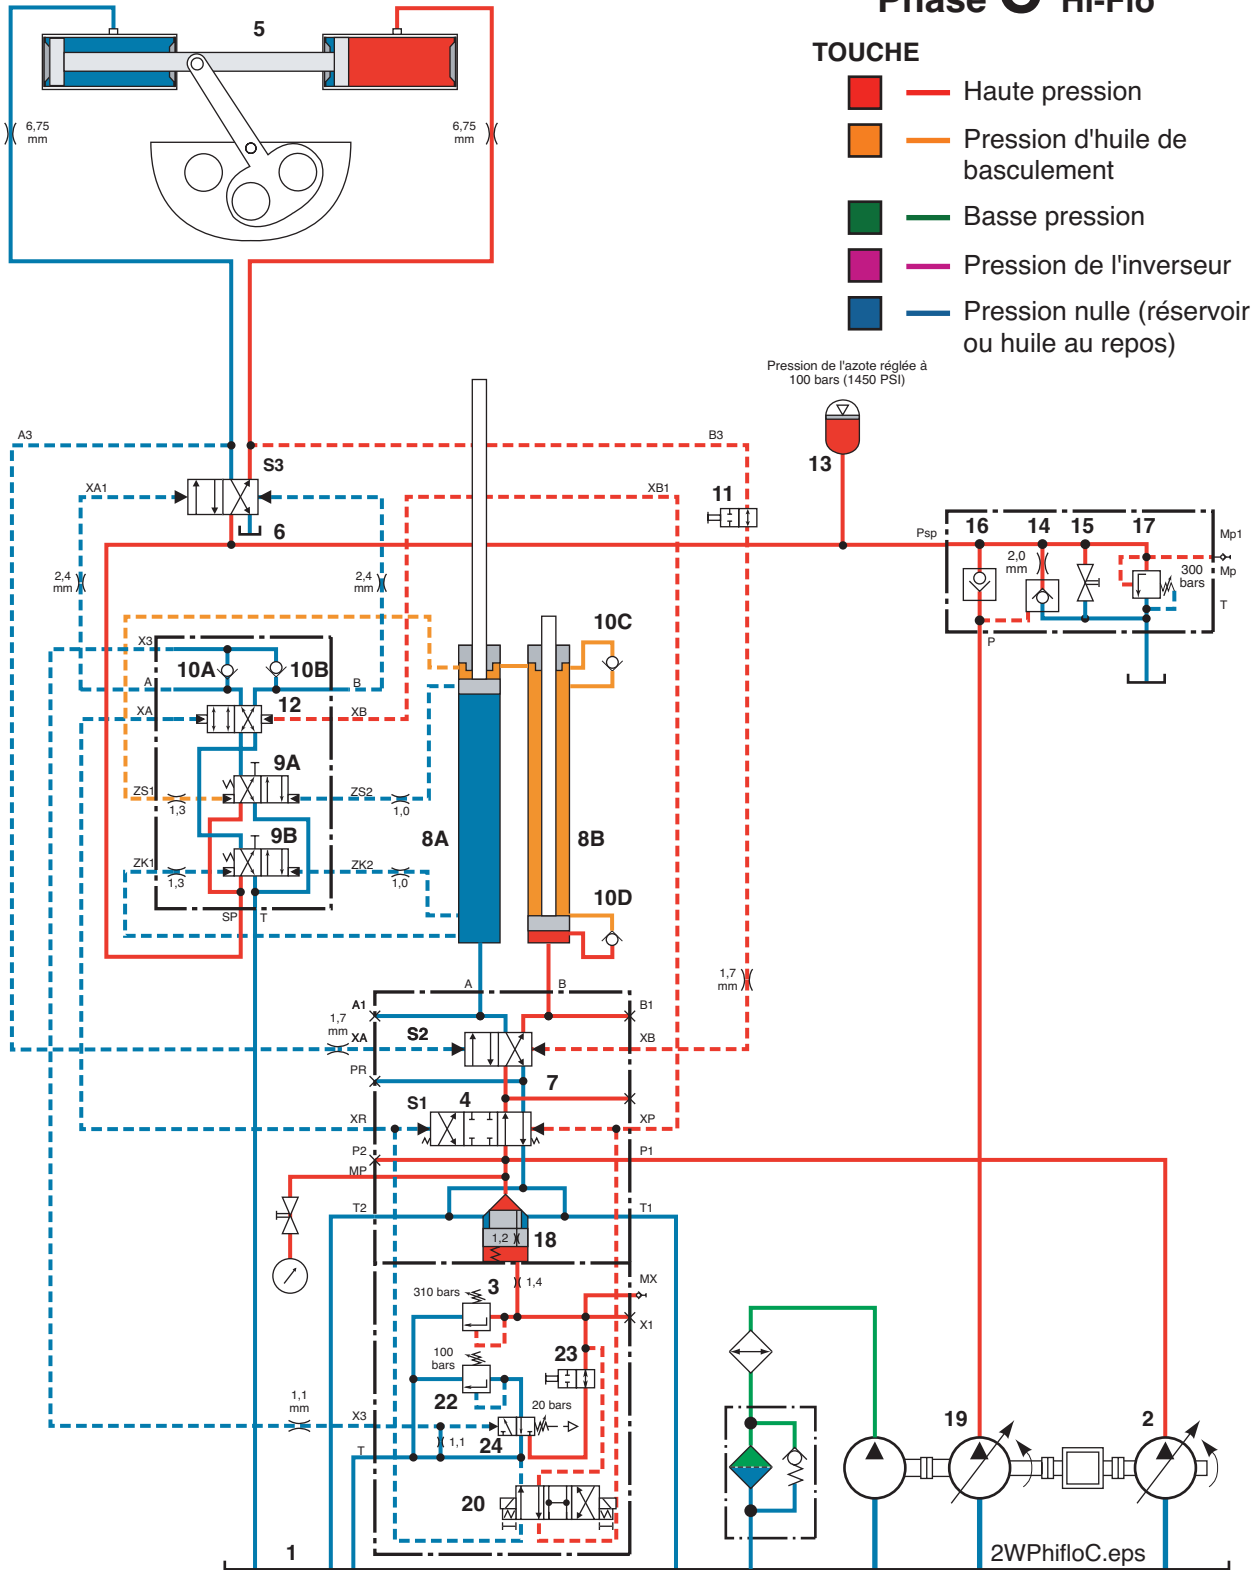 Phase C Hi-Flo
TOUCHE
Haute pression
Pression d'huile de
basculement
Basse pression
Pression de l'inverseur
Pression nulle (réservoir
ou huile au repos)
5
6,75
mm
6,75
mm
Pression de l'azote réglée à
100 bars (1450 PSI)
13
A3
B3
S3
XA1
XB1
11
6
2,4
mm
2,4
mm
Psp
16
14
15
17
Mp1
Mp
2,0
mm
300
bars
T
P
X3
10A
10B
10C
A
B
12
XA
XB
9A
ZS1
1,3
ZS2
1,0
9B
8A
8B
ZK1
1,3
ZK2
1,0
10D
SP
T
A
B
1,7
mm
A1
B1
1,7
mm
XA
S2
XB
PR
7
S1
4
XR
XP
P2
P1
MP
T2
T1
1,2
18
MX
310 bars
3
1,4
X1
100
bars
23
22
20 bars
1,1
mm
X3
1,1
24
T
19
2
20
1
2WPhifloC.eps